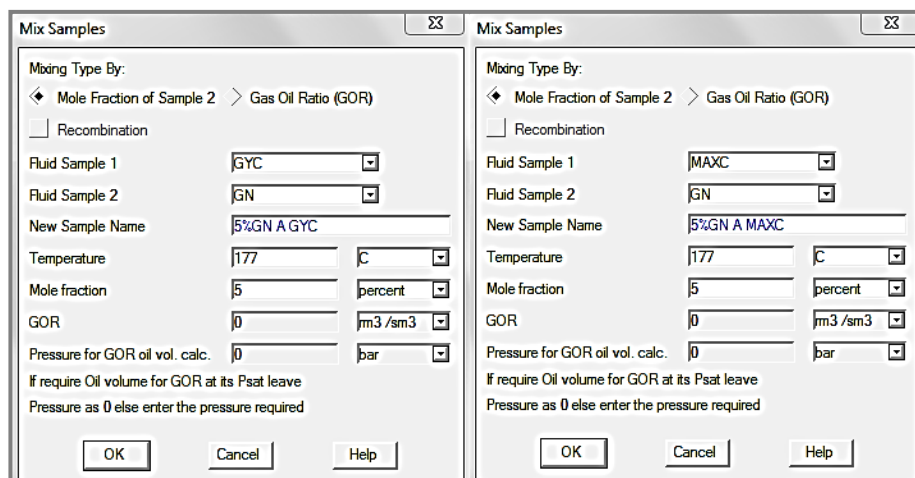 Mix Samples
Mixing Type By:
Mole Fraction of Sample 2 Gas Oil Ratio (GOR)
Recombination
Fluid Sample 1 GYC
Fluid Sample 2 GN
New Sample Name 5%GN A GYC
Temperature 177 C
Mole fraction 5 percent
GOR 0 rm3 /sm3
Pressure for GOR oil vol. calc. 0 bar
If require Oil volume for GOR at its Psat leave
Pressure as 0 else enter the pressure required
OK Cancel Help
Mix Samples
Mixing Type By:
Mole Fraction of Sample 2 Gas Oil Ratio (GOR)
Recombination
Fluid Sample 1 MAXC
Fluid Sample 2 GN
New Sample Name 5%GN A MAXC
Temperature 177 C
Mole fraction 5 percent
GOR 0 rm3 /sm3
Pressure for GOR oil vol. calc. 0 bar
If require Oil volume for GOR at its Psat leave
Pressure as 0 else enter the pressure required
OK Cancel Help